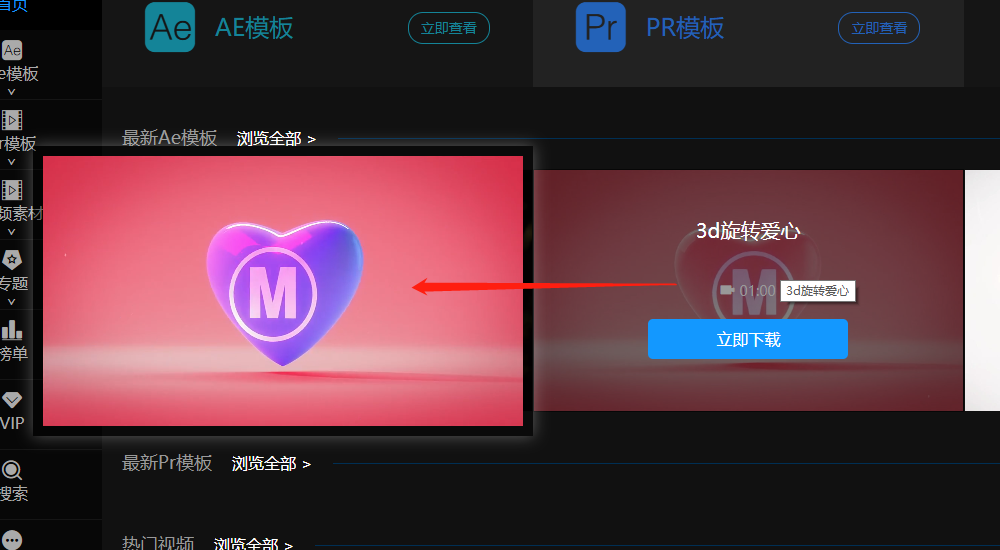 首页
Ae
e模板
r模板
频素材
专题
榜单
VIP
搜索
Ae AE模板 立即查看
Pr PR模板 立即查看
最新Ae模板 浏览全部 >
M
3d旋转爱心
M
01:00 3d旋转爱心
立即下载
最新Pr模板 浏览全部 >
热门视频 浏览全部 >